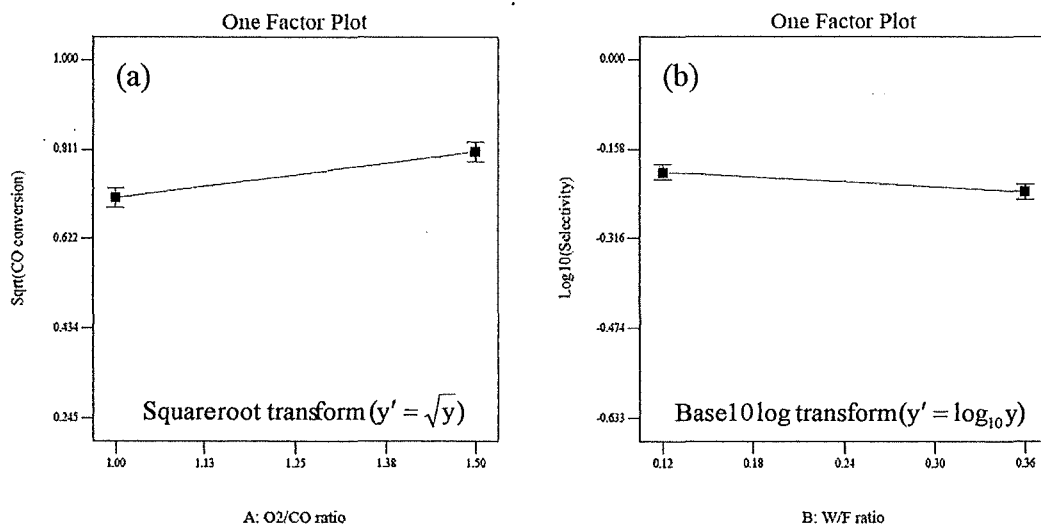 One Factor Plot
(a)
Sqrt(CO conversion)
1.000
0.911
0.622
0.434
0.245
Squareroot transform (y' = √y)
1.00
1.13
1.25
1.38
1.50
A: O2/CO ratio
One Factor Plot
(b)
Log10(Selectivity)
0.000
-0.158
-0.316
-0.474
-0.633
Base10 log transform (y' = log₁₀y)
0.12
0.18
0.24
0.30
0.36
B: W/F ratio